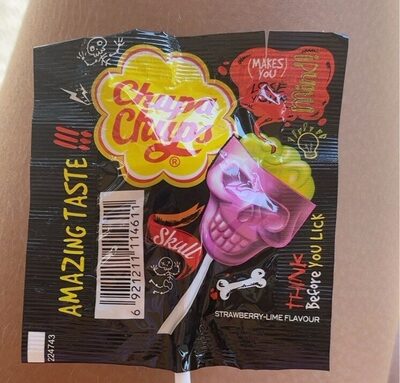 Chupa
Chups
®
(MAKES)
YOU
AMAZING TASTE !!!
Skull
THINK
Before YOU LICK
STRAWBERRY-LIME FLAVOUR
6 921211 114611
224743